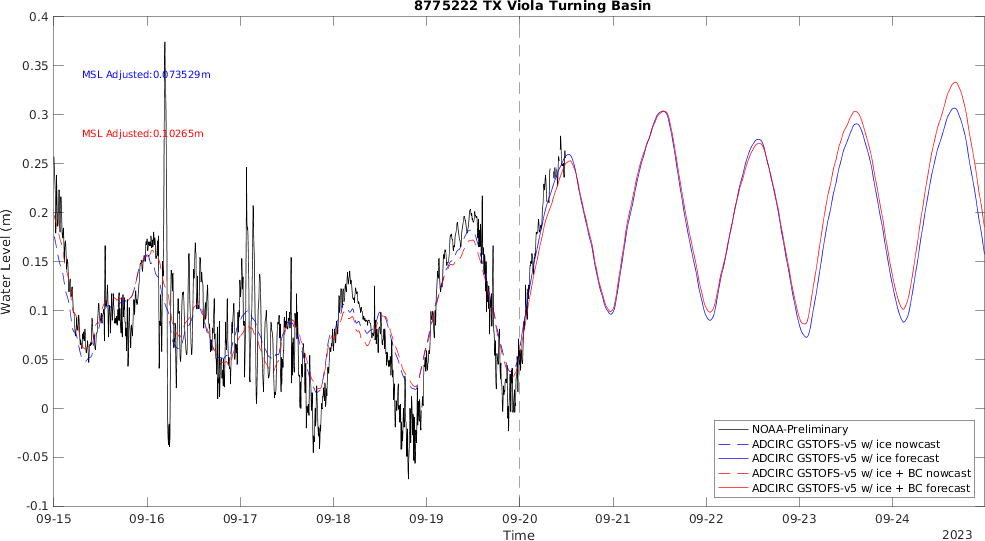 8775222 TX Viola Turning Basin
0.4
0.35
0.3
0.25
0.2
0.15
0.1
0.05
0
-0.05
-0.1
Water Level (m)
MSL Adjusted:0.073529m
MSL Adjusted:0.10265m
NOAA-Preliminary
ADCIRC GSTOFS-v5 w/ ice nowcast
ADCIRC GSTOFS-v5 w/ ice forecast
ADCIRC GSTOFS-v5 w/ ice + BC nowcast
ADCIRC GSTOFS-v5 w/ ice + BC forecast
09-15 09-16 09-17 09-18 09-19 09-20 09-21 09-22 09-23 09-24
Time
2023